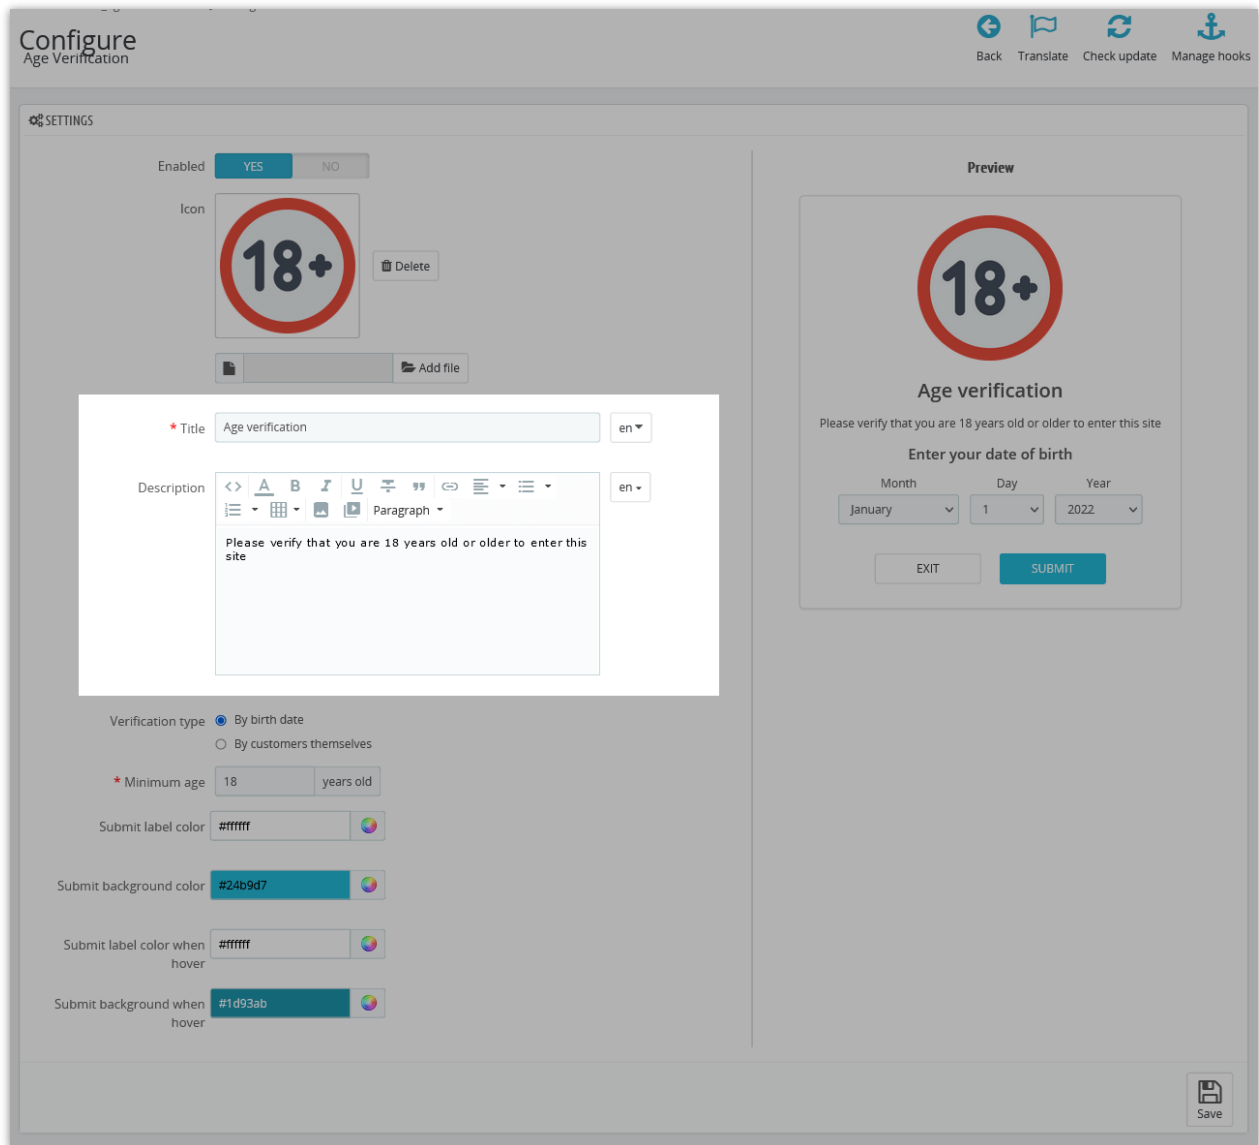 Configure
Age Verification
Back
Translate
Check update
Manage hooks
SETTINGS
Enabled
YES
NO
Icon
18+
Delete
Add file
* Title
Age verification
en
Description
A B I U
Paragraph
en
Please verify that you are 18 years old or older to enter this
site
Verification type
By birth date
By customers themselves
* Minimum age
18
years old
Submit label color
#ffffff
Submit background color
#24b9d7
Submit label color when
hover
#ffffff
Submit background when
hover
#1d93ab
Preview
18+
Age verification
Please verify that you are 18 years old or older to enter this site
Enter your date of birth
Month
Day
Year
January
1
2022
EXIT
SUBMIT
Save